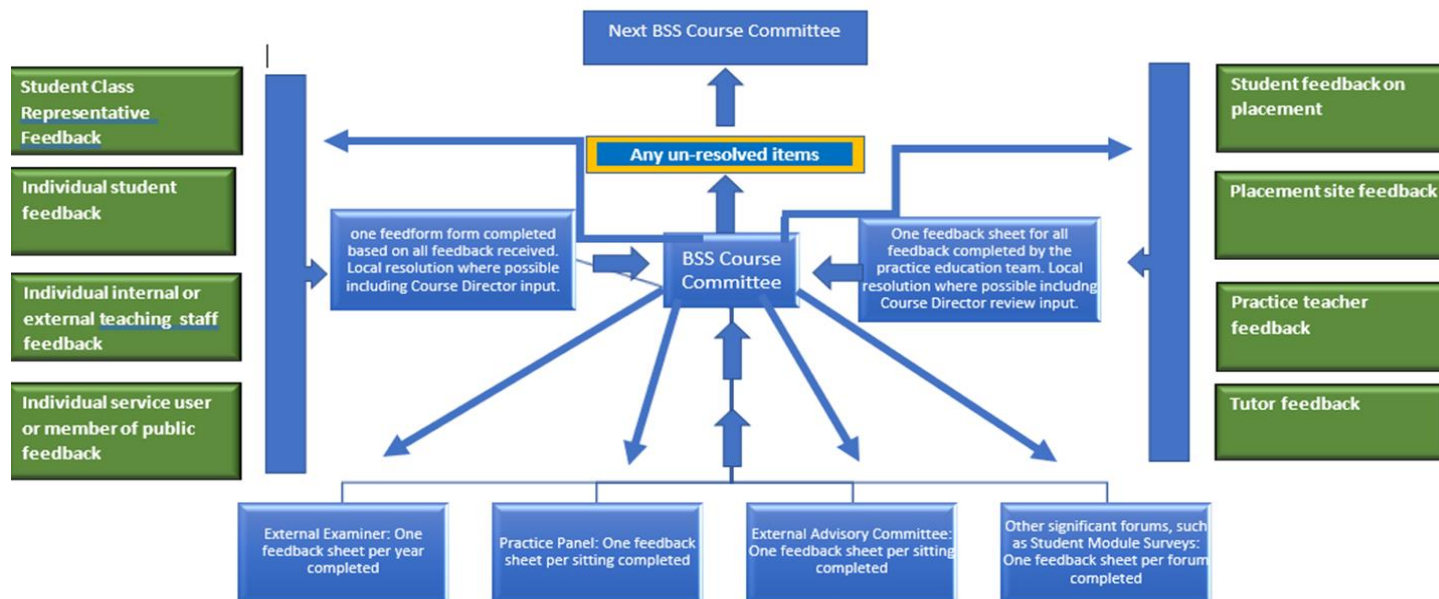 Next BSS Course Committee
Any un-resolved items
Student Class
Representative
Feedback
Individual student
feedback
Individual internal or
external teaching staff
feedback
Individual service user
or member of public
feedback
one feedform form completed
based on all feedback received.
Local resolution where possible
including Course Director input.
BSS Course
Committee
One feedback sheet for all
feedback completed by the
practice education team. Local
resolution where possible includng
Course Director review input.
Student feedback on
placement
Placement site feedback
Practice teacher
feedback
Tutor feedback
External Examiner: One
feedback sheet per year
completed
Practice Panel: One feedback
sheet per sitting completed
External Advisory Committee:
One feedback sheet per sitting
completed
Other significant forums, such
as Student Module Surveys:
One feedback sheet per forum
completed